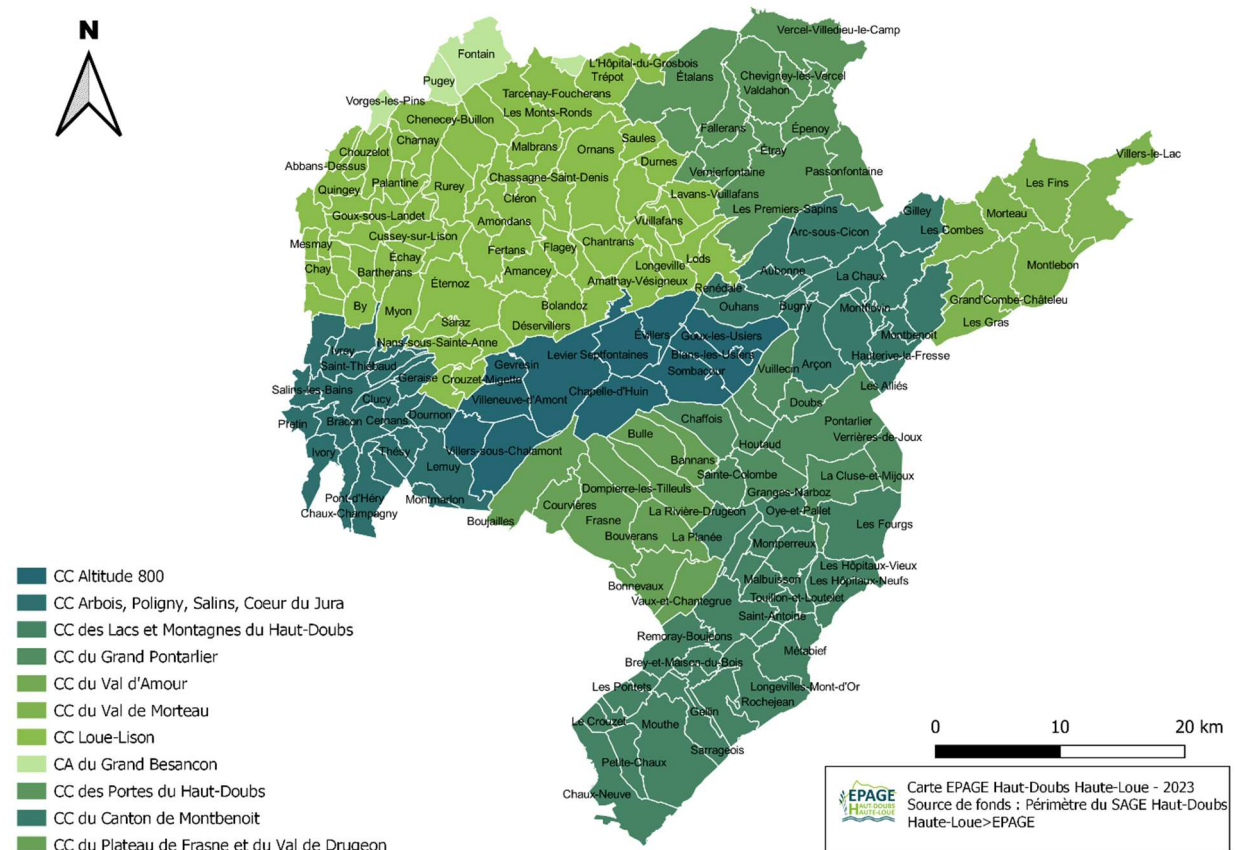 N
Vercel-Villedieu-le-Camp
Fontain
L'Hôpital-du-Grosbois
Pugey
Trépot
Étalans
Chevigney-lès-Vercel
Valdahon
Vorges-les-Pins
Tarcenay-Foucherans
Les Monts-Ronds
Chenecey-Buillon
Fallerans
Épenoy
Charnay
Saules
Malbrans
Ornans
Chouzelot
Étray
Villers-le-Lac
Durnes
Abbans-Dessus
Vernierfontaine
Passonfontaine
Chassagne-Saint-Denis
Palantine
Rurey
Les Fins
Quingey
Lavans-Vuillafans
Cléron
Les Premiers-Sapins
Gilley
Morteau
Goux-sous-Landet
Amondans
Vuillafans
Les Combes
Arc-sous-Cicon
Cussey-sur-Lison
Mesmay
Chantrans
Fertans
Flagey
Échay
Lods
Montlebon
Chay
Bartherans
Longeville
Aubonne
La Chaux
Amancey
Éternoz
Amathay-Vésigneux
Renédale
Grand'Combe-Châteleu
By
Myon
Bolandoz
Ouhans
Bugny
Montflovin
Saraz
Déservillers
Les Gras
Évillers
Goux-les-Usiers
Montbenoit
Nans-sous-Sainte-Anne
Ivrey
Levier
Septfontaines
Bians-les-Usiers
Hauterive-la-Fresse
Saint-Thiébaud
Gevresin
Arçon
Sombacour
Vuillecin
Geraise
Crouzet-Migette
Les Alliés
Salins-les-Bains
Chapelle-d'Huin
Clucy
Villeneuve-d'Amont
Doubs
Dournon
Pretin
Bracon
Cernans
Chaffois
Pontarlier
Bulle
Verrières-de-Joux
Houtaud
Ivory
Thésy
Villers-sous-Chalamont
Bannans
Lemuy
Sainte-Colombe
La Cluse-et-Mijoux
Dompierre-les-Tilleuls
Granges-Narboz
Pont-d'Héry
Montmarlon
Courvières
La Rivière-Drugeon
Oye-et-Pallet
Chaux-Champagny
Boujailles
Frasne
Les Fourgs
Bouverans
La Planée
Momperreux
Les Hôpitaux-Vieux
Malbuisson
Les Hôpitaux-Neufs
Bonnevaux
Vaux-et-Chantegrue
Touillon-et-Loutelet
Saint-Antoine
Remoray-Boujeons
Métabief
Brey-et-Maison-du-Bois
Les Pontets
Longevilles-Mont-d'Or
Rochejean
Gellin
Le Crouzet
Mouthe
Sarrageois
Petite-Chaux
Chaux-Neuve
CC Altitude 800
CC Arbois, Poligny, Salins, Coeur du Jura
CC des Lacs et Montagnes du Haut-Doubs
CC du Grand Pontarlier
CC du Val d'Amour
CC du Val de Morteau
CC Loue-Lison
CA du Grand Besancon
CC des Portes du Haut-Doubs
CC du Canton de Montbenoit
CC du Plateau de Frasne et du Val de Drugeon
0 10 20 km
EPAGE
HAUT-DOUBS
HAUTE-LOUE
Carte EPAGE Haut-Doubs Haute-Loue - 2023
Source de fonds : Périmètre du SAGE Haut-Doubs
Haute-Loue>EPAGE